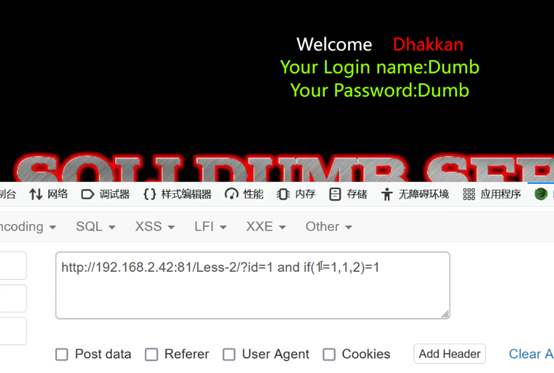 Welcome Dhakkan
Your Login name:Dumb
Your Password:Dumb
SQLI DUMB SER
制台 网络 调试器 样式编辑器 性能 内存 存储 无障碍环境 应用程序
ncoding SQL XSS LFI XXE Other
http://192.168.2.42:81/Less-2/?id=1 and if(1=1,1,2)=1
Post data Referer User Agent Cookies Add Header Clear A